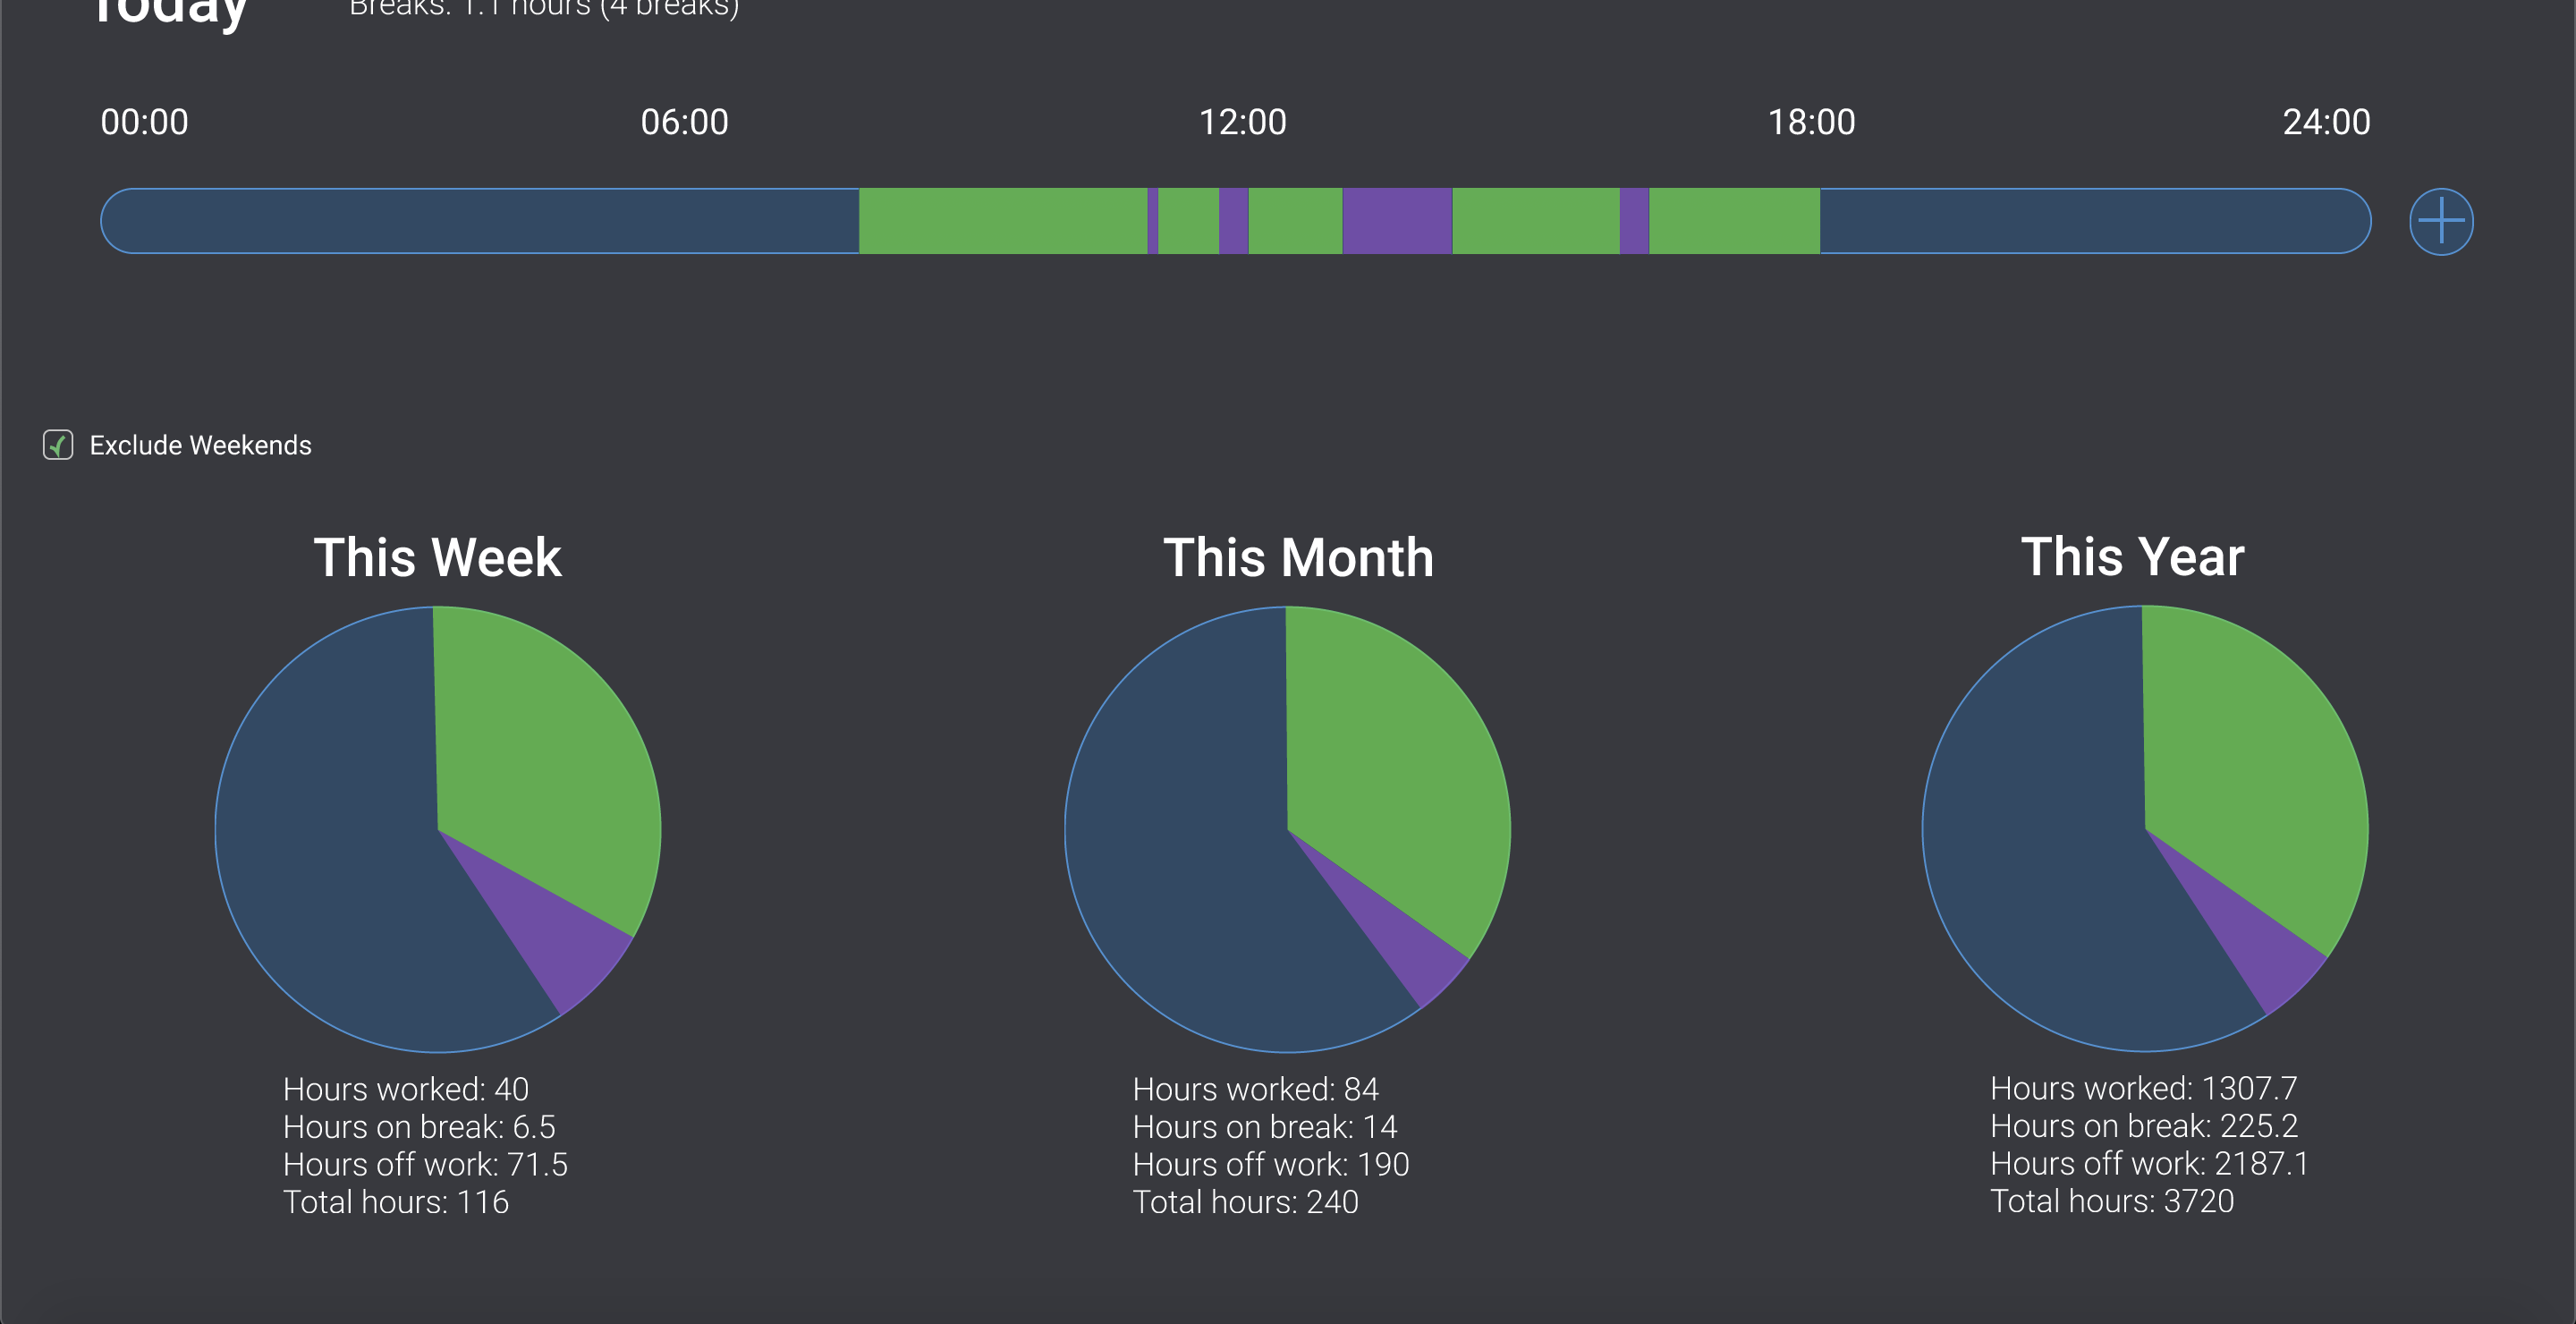 Today
Breaks: 1.1 hours (4 breaks)
00:00 06:00 12:00 18:00 24:00
Exclude Weekends
This Week
Hours worked: 40
Hours on break: 6.5
Hours off work: 71.5
Total hours: 116
This Month
Hours worked: 84
Hours on break: 14
Hours off work: 190
Total hours: 240
This Year
Hours worked: 1307.7
Hours on break: 225.2
Hours off work: 2187.1
Total hours: 3720